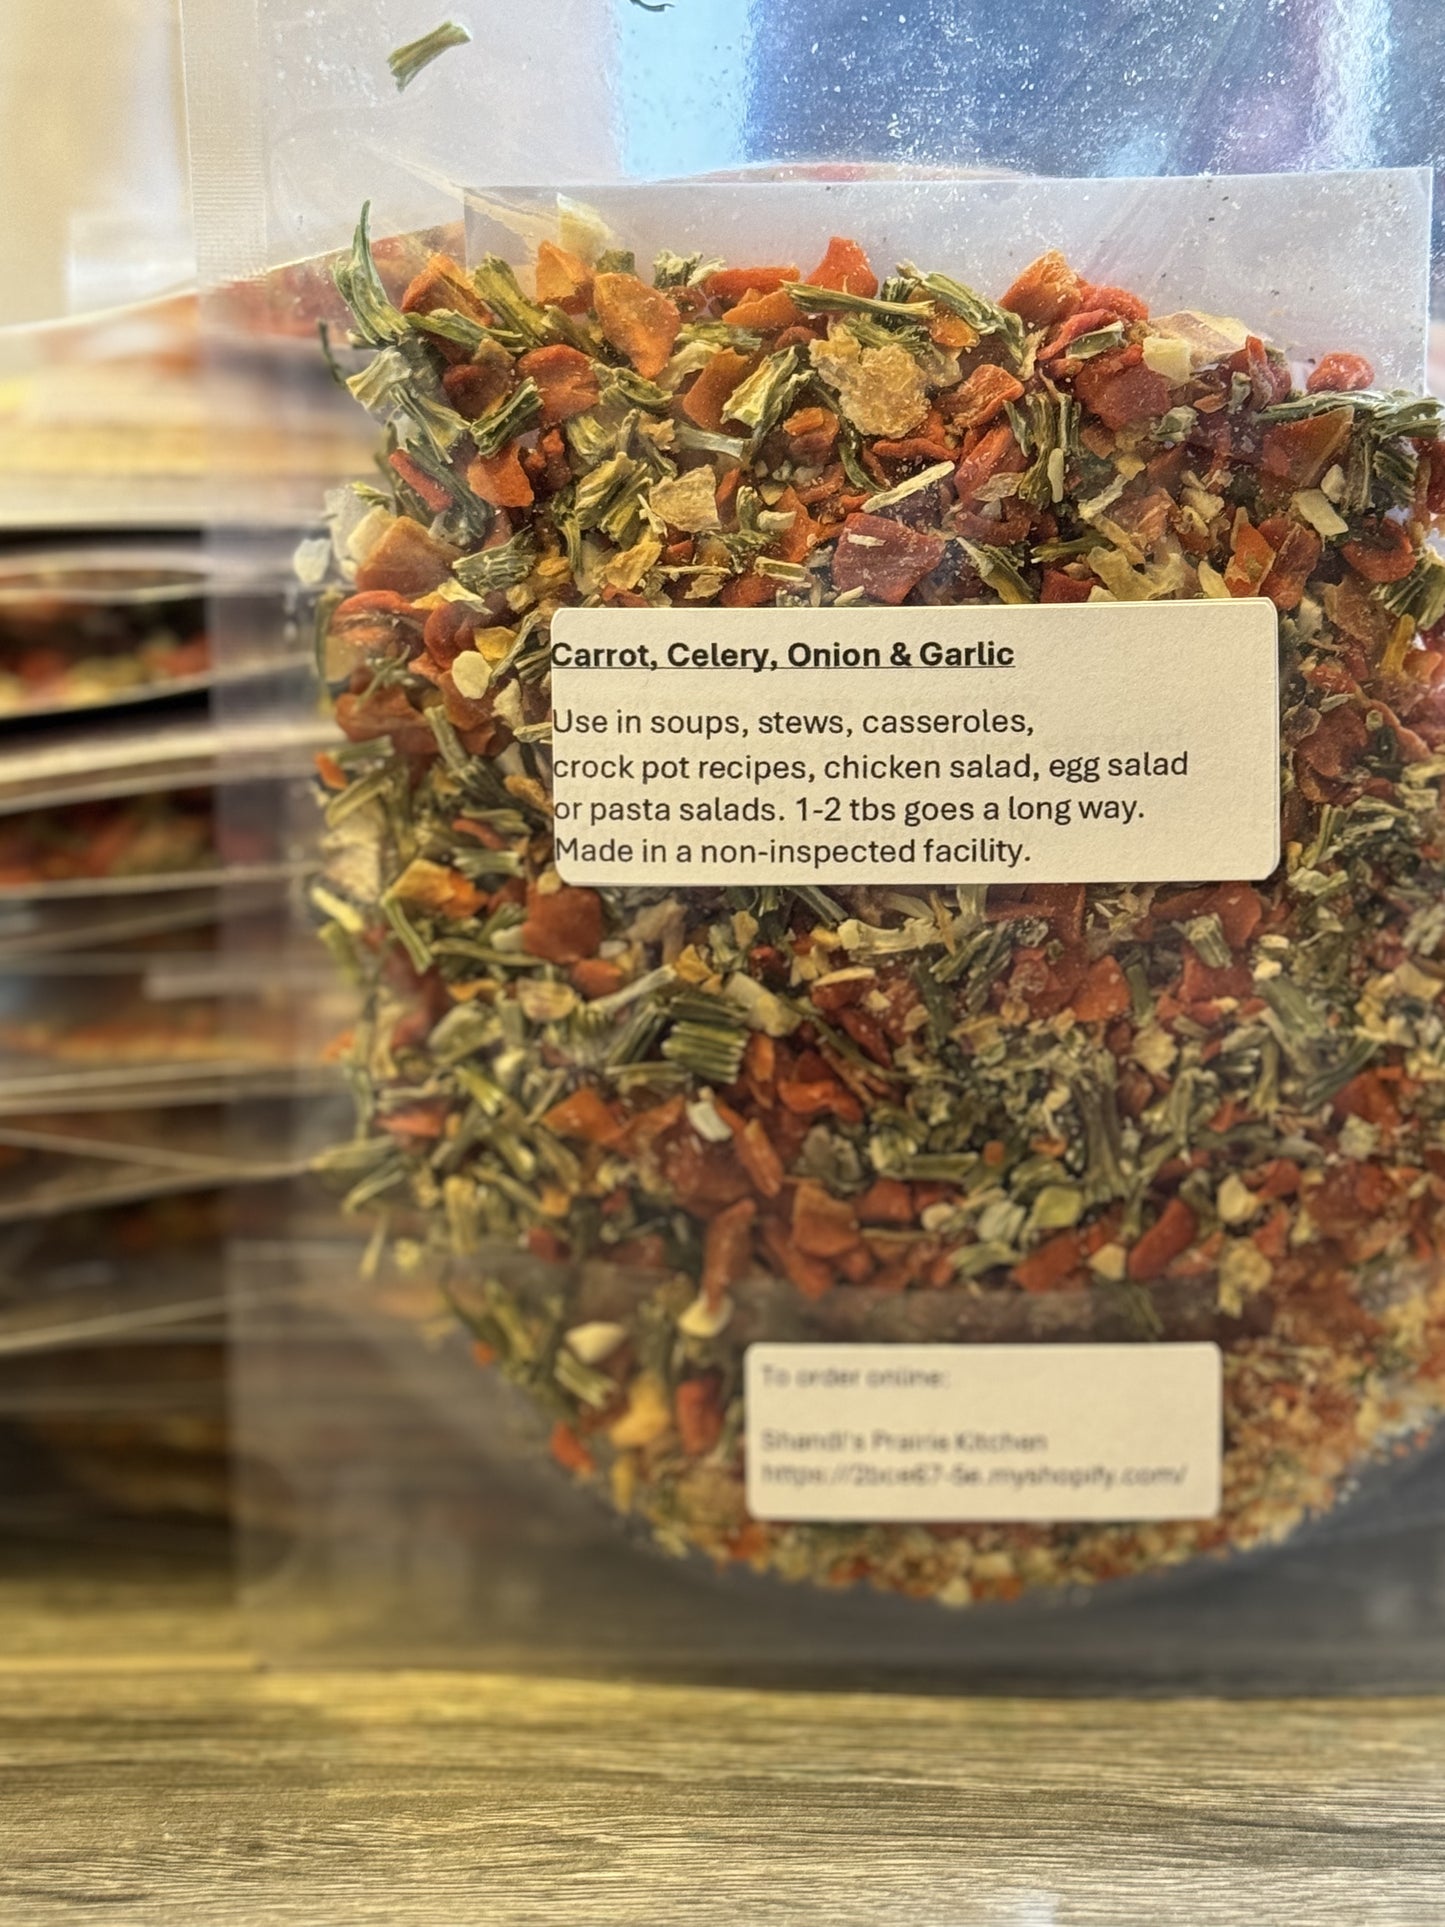 Carrot, Celery, Onion & Garlic
Use in soups, stews, casseroles,
crock pot recipes, chicken salad, egg salad
or pasta salads. 1-2 tbs goes a long way.
Made in a non-inspected facility.
To order online:
Shandi's Prairie Kitchen